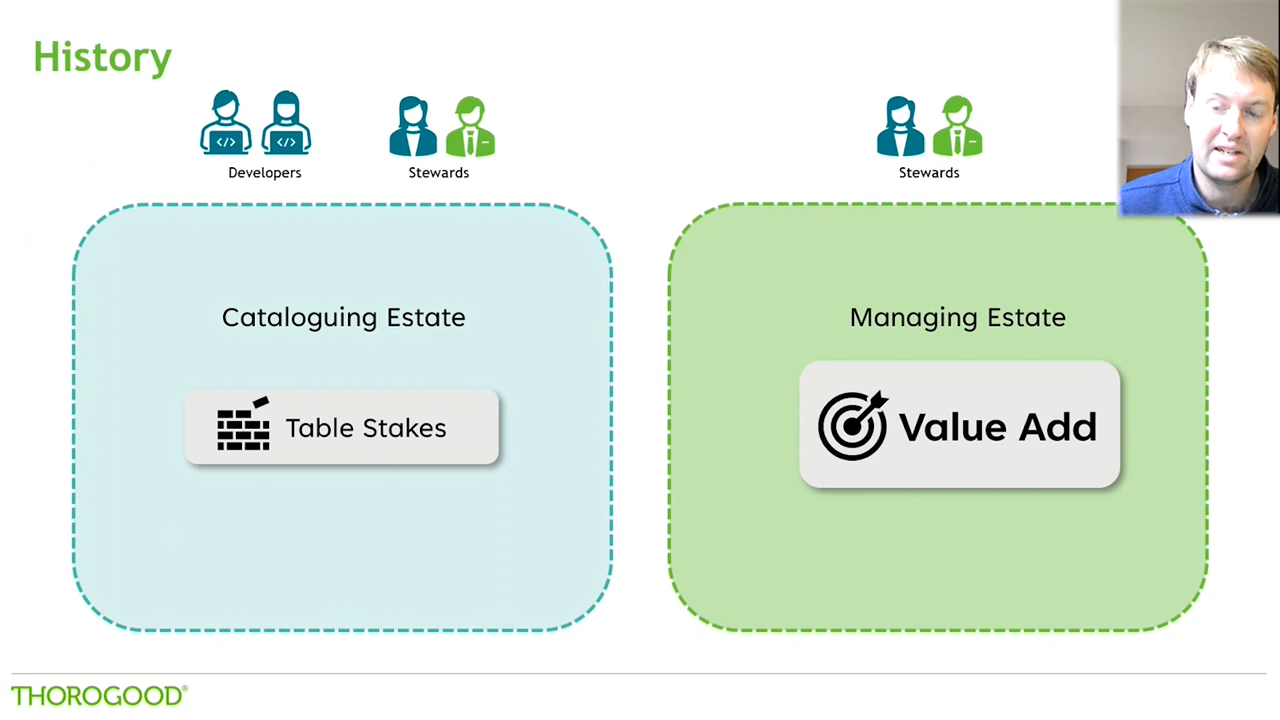 History
Developers
Stewards
Stewards
Cataloguing Estate
Managing Estate
Table Stakes
Value Add
THOROGOOD®